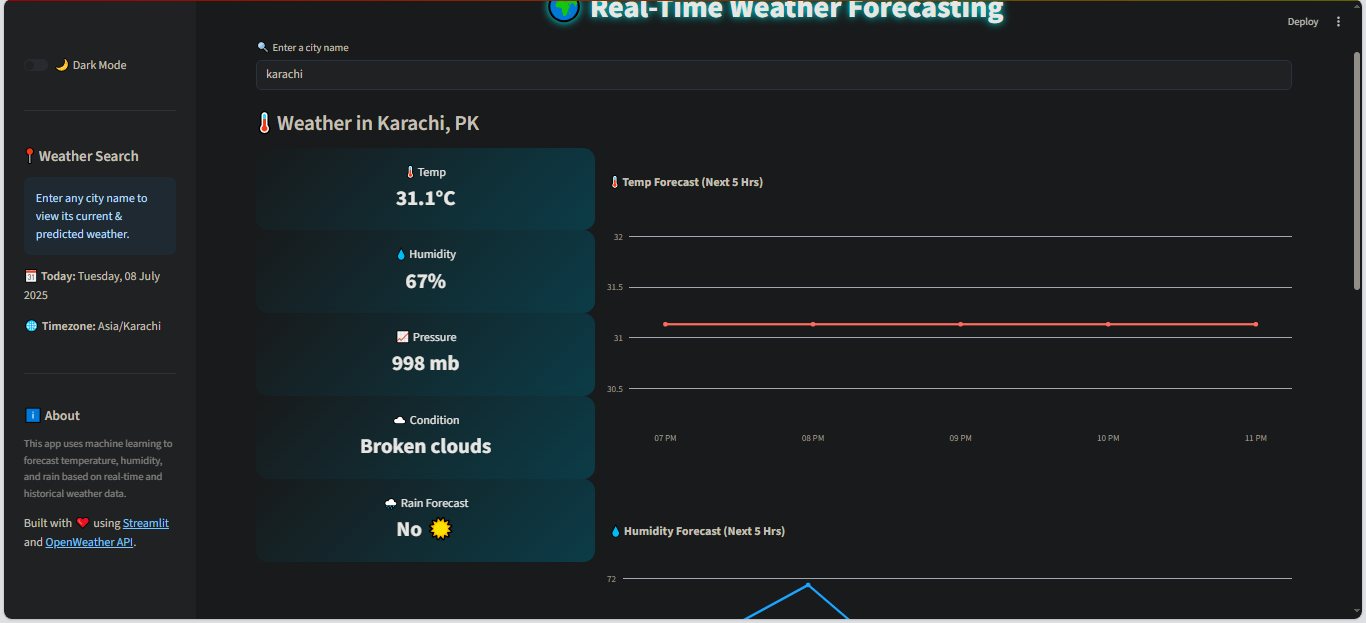 Real-Time Weather Forecasting
Deploy
Enter a city name
karachi
Dark Mode
Weather Search
Enter any city name to
view its current &
predicted weather.
Today: Tuesday, 08 July
2025
Timezone: Asia/Karachi
About
This app uses machine learning to
forecast temperature, humidity,
and rain based on real-time and
historical weather data.
Built with ❤️ using Streamlit
and OpenWeather API.
Weather in Karachi, PK
Temp
31.1°C
Humidity
67%
Pressure
998 mb
Condition
Broken clouds
Rain Forecast
No
Temp Forecast (Next 5 Hrs)
32
31.5
31
30.5
07 PM 08 PM 09 PM 10 PM 11 PM
Humidity Forecast (Next 5 Hrs)
72